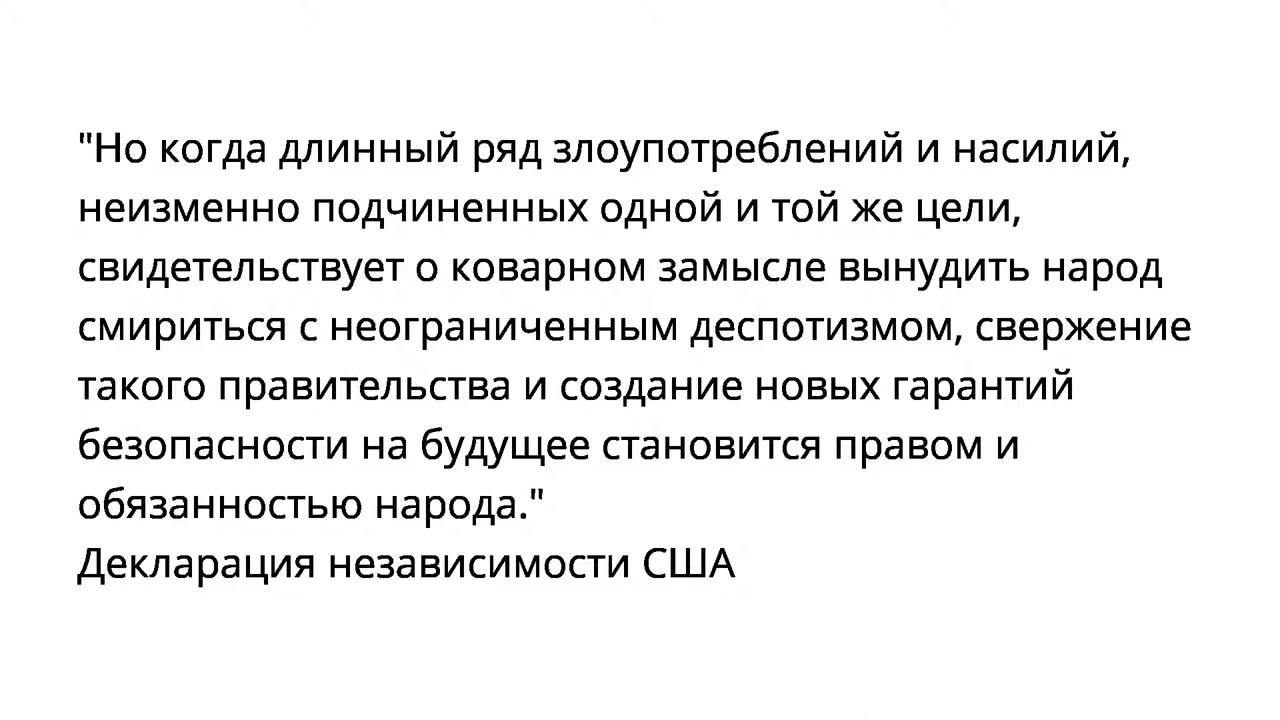 "Но когда длинный ряд злоупотреблений и насилий,
неизменно подчиненных одной и той же цели,
свидетельствует о коварном замысле вынудить народ
смириться с неограниченным деспотизмом, свержение
такого правительства и создание новых гарантий
безопасности на будущее становится правом и
обязанностью народа."
Декларация независимости США